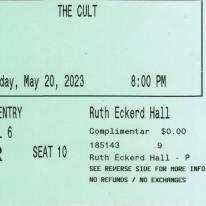 THE CULT
day, May 20, 2023 8:00 PM
ENTRY Ruth Eckerd Hall
6 Complimentar $0.00
185143 9
SEAT 10 Ruth Eckerd Hall - P
SEE REVERSE SIDE FOR MORE INFO
NO REFUNDS / NO EXCHANGES